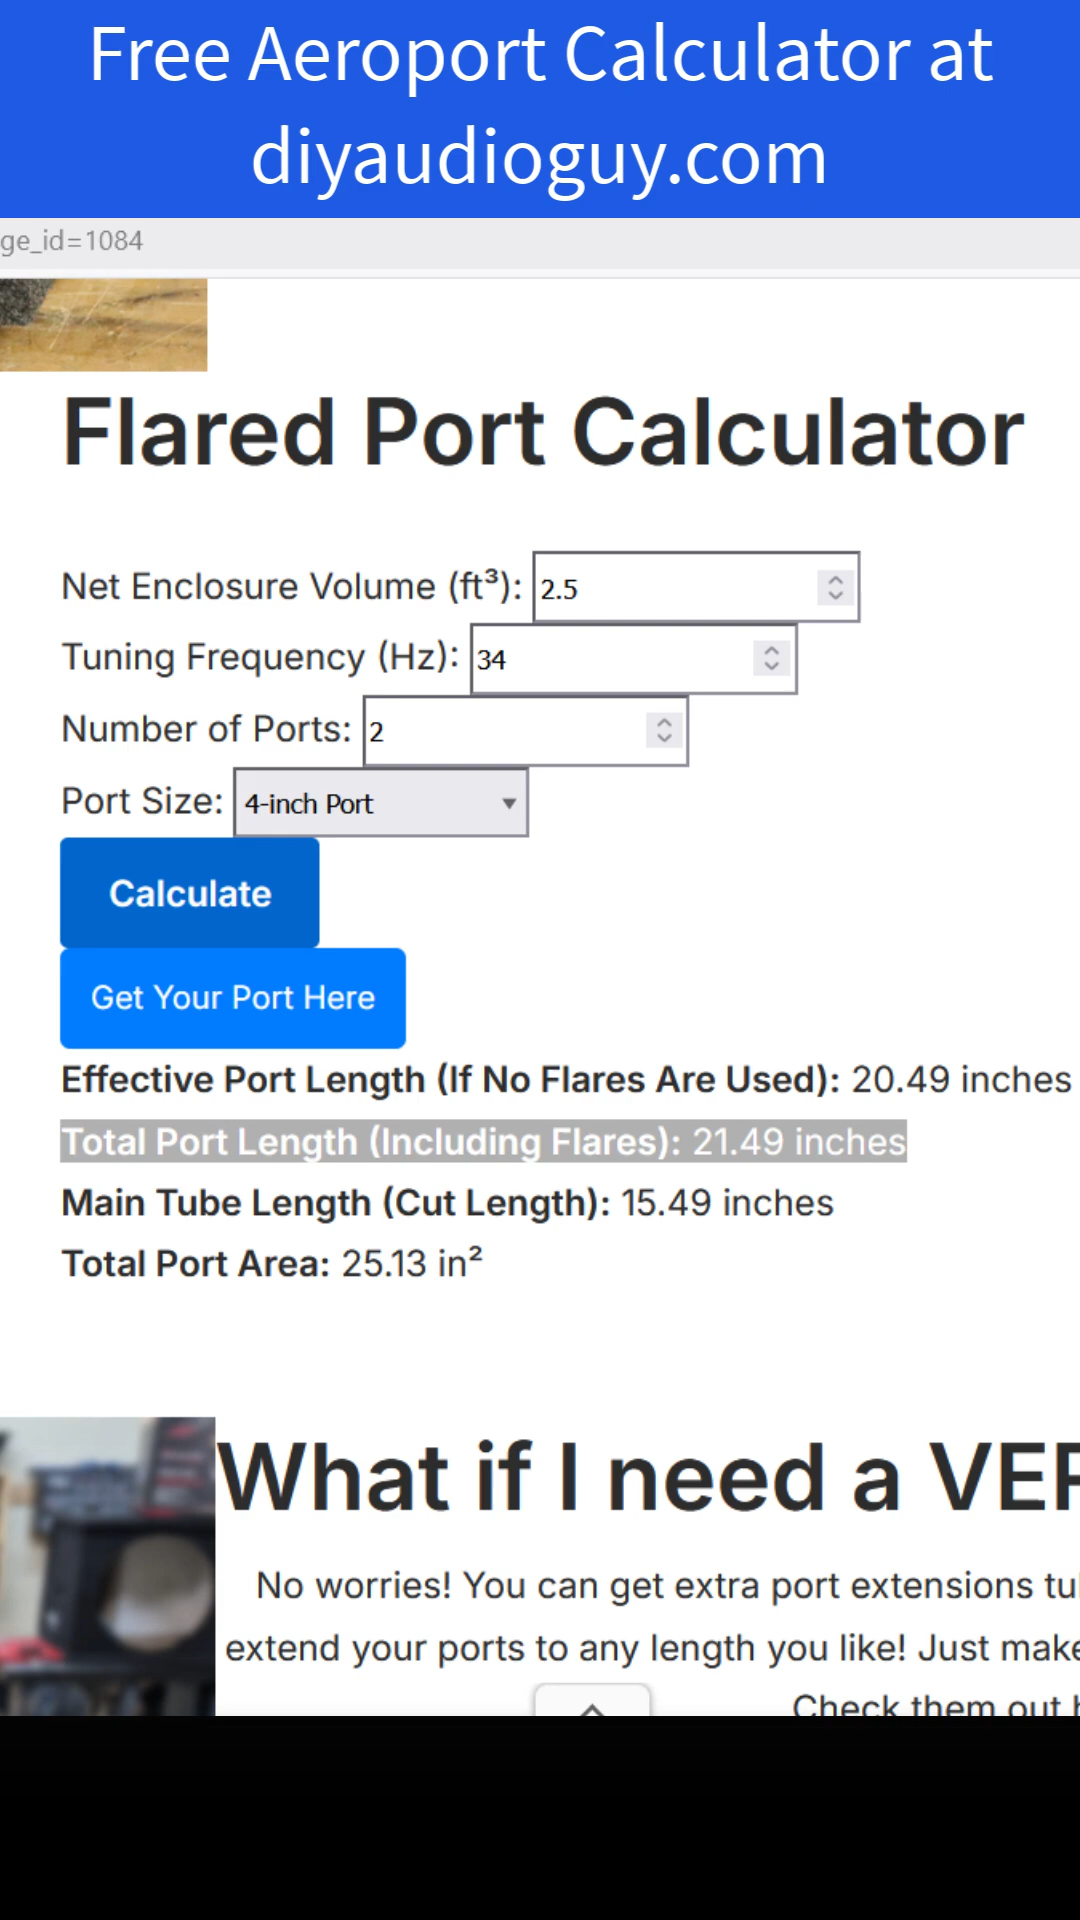 Free Aeroport Calculator at
diyaudioguy.com
ge_id=1084
Flared Port Calculator
Net Enclosure Volume (ft³): 2.5
Tuning Frequency (Hz): 34
Number of Ports: 2
Port Size: 4-inch Port
Calculate
Get Your Port Here
Effective Port Length (If No Flares Are Used): 20.49 inches
Total Port Length (Including Flares): 21.49 inches
Main Tube Length (Cut Length): 15.49 inches
Total Port Area: 25.13 in²
What if I need a VER
No worries! You can get extra port extensions tu
extend your ports to any length you like! Just make
Check them out